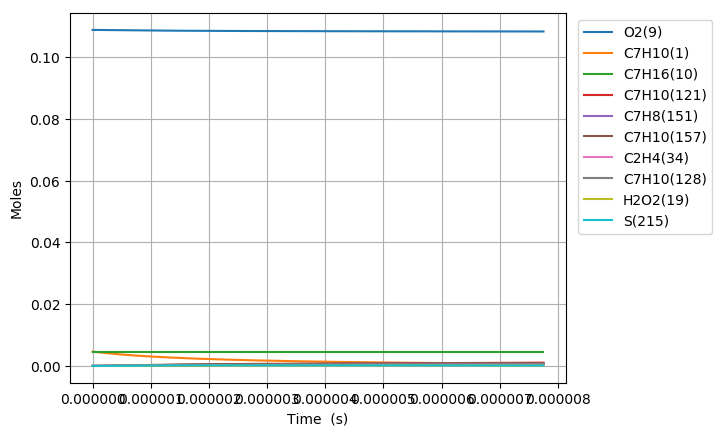 0.10
0.08
0.06
0.04
0.02
0.00
Moles
0.000000 0.000001 0.000002 0.000003 0.000004 0.000005 0.000006 0.000007 0.000008
Time (s)
O2(9)
C7H10(1)
C7H16(10)
C7H10(121)
C7H8(151)
C7H10(157)
C2H4(34)
C7H10(128)
H2O2(19)
S(215)